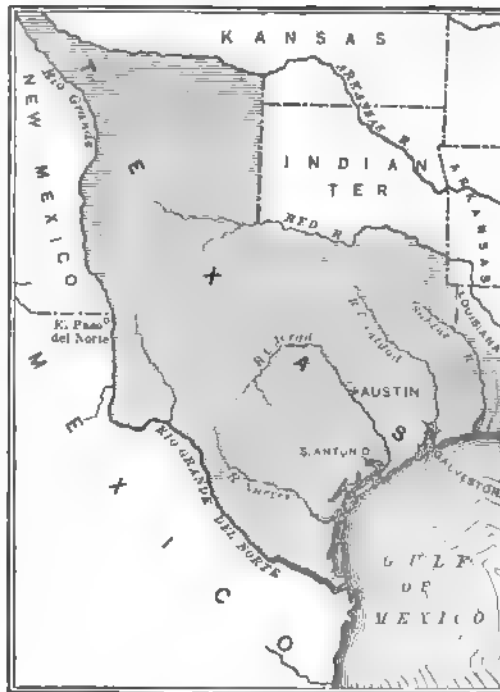 KANSAS
NEW MEXICO
Rio Grande
TEXAS
ARKANSAS R.
INDIAN
TER
ARKANSAS
RED R.
LOUISIANA
El Paso
del Norte
MEXICO
AUSTIN
S. ANTONIO
GALVESTON
RIO GRANDE DEL NORTE
GULF
OF
MEXICO